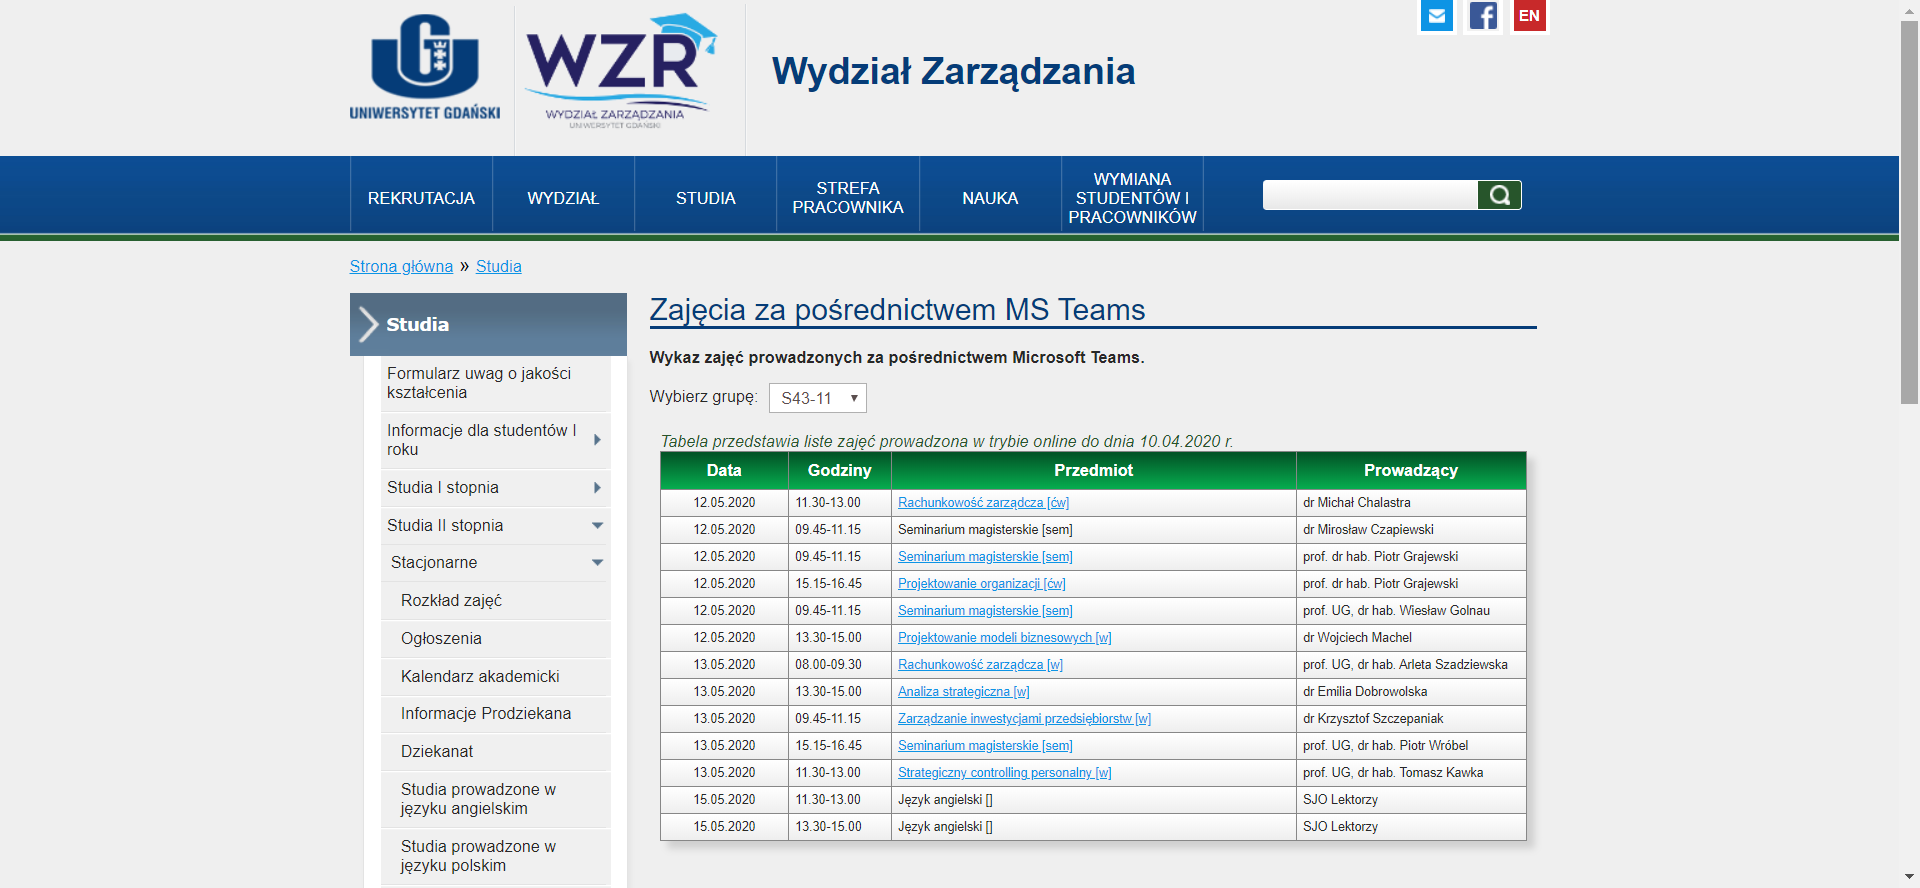 UNIWERSYTET GDAŃSKI
WZR
WYDZIAŁ ZARZĄDZANIA
UNIWERSYTET GDAŃSKI
Wydział Zarządzania
EN
REKRUTACJA
WYDZIAŁ
STUDIA
STREFA
PRACOWNIKA
NAUKA
WYMIANA
STUDENTÓW I
PRACOWNIKÓW
Strona główna » Studia
Studia
Formularz uwag o jakości
kształcenia
Informacje dla studentów I
roku
Studia I stopnia
Studia II stopnia
Stacjonarne
Rozkład zajęć
Ogłoszenia
Kalendarz akademicki
Informacje Prodziekana
Dziekanat
Studia prowadzone w
języku angielskim
Studia prowadzone w
języku polskim
Zajęcia za pośrednictwem MS Teams
Wykaz zajęć prowadzonych za pośrednictwem Microsoft Teams.
Wybierz grupę: S43-11
Tabela przedstawia liste zajęć prowadzona w trybie online do dnia 10.04.2020 r.
Data Godziny Przedmiot Prowadzący
12.05.2020 11.30-13.00 Rachunkowość zarządcza [ćw] dr Michał Chalastra
12.05.2020 09.45-11.15 Seminarium magisterskie [sem] dr Mirosław Czapiewski
12.05.2020 09.45-11.15 Seminarium magisterskie [sem] prof. dr hab. Piotr Grajewski
12.05.2020 15.15-16.45 Projektowanie organizacji [ćw] prof. dr hab. Piotr Grajewski
12.05.2020 09.45-11.15 Seminarium magisterskie [sem] prof. UG, dr hab. Wiesław Golnau
12.05.2020 13.30-15.00 Projektowanie modeli biznesowych [w] dr Wojciech Machel
13.05.2020 08.00-09.30 Rachunkowość zarządcza [w] prof. UG, dr hab. Arleta Szadziewska
13.05.2020 13.30-15.00 Analiza strategiczna [w] dr Emilia Dobrowolska
13.05.2020 09.45-11.15 Zarządzanie inwestycjami przedsiębiorstw [w] dr Krzysztof Szczepaniak
13.05.2020 15.15-16.45 Seminarium magisterskie [sem] prof. UG, dr hab. Piotr Wróbel
13.05.2020 11.30-13.00 Strategiczny controlling personalny [w] prof. UG, dr hab. Tomasz Kawka
15.05.2020 11.30-13.00 Język angielski [] SJO Lektorzy
15.05.2020 13.30-15.00 Język angielski [] SJO Lektorzy